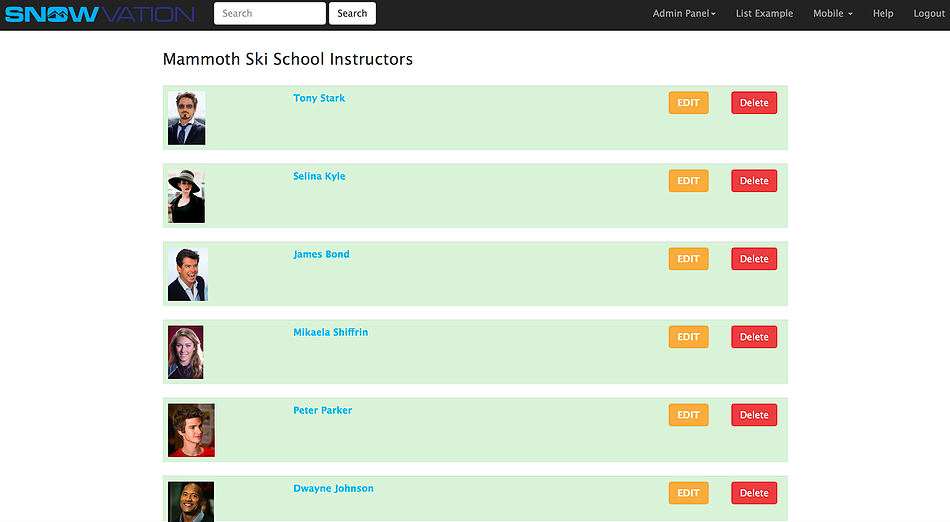 SNOWVATION Search Search Admin Panel List Example Mobile Help Logout
Mammoth Ski School Instructors
Tony Stark EDIT Delete
Selina Kyle EDIT Delete
James Bond EDIT Delete
Mikaela Shiffrin EDIT Delete
Peter Parker EDIT Delete
Dwayne Johnson EDIT Delete